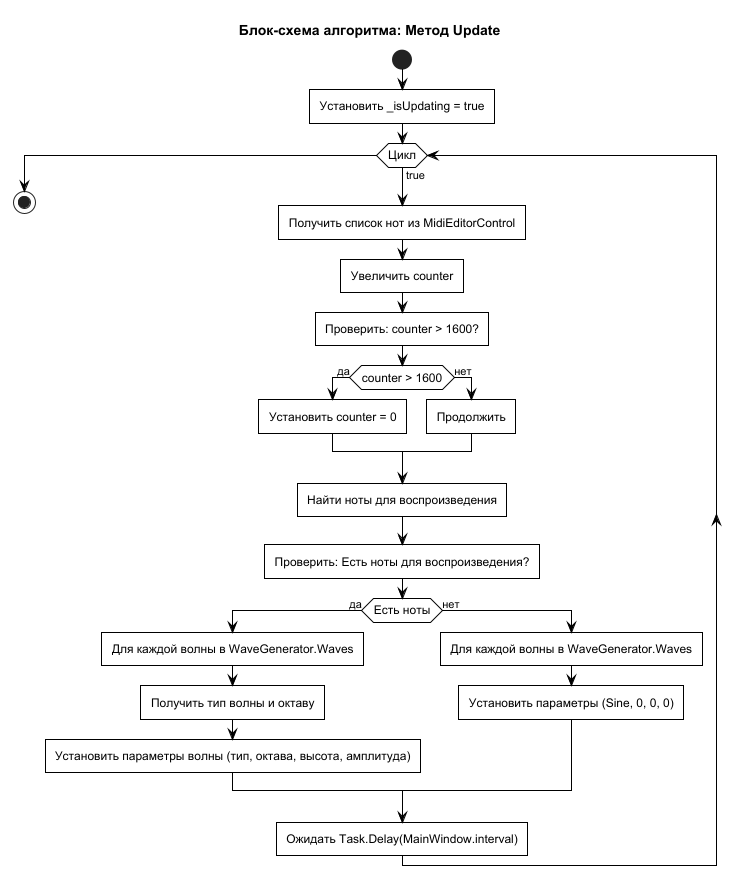 Блок-схема алгоритма: Метод Update
Установить _isUpdating = true
Цикл
true
Получить список нот из MidiEditorControl
Увеличить counter
Проверить: counter > 1600?
да
counter > 1600
нет
Установить counter = 0
Продолжить
Найти ноты для воспроизведения
Проверить: Есть ноты для воспроизведения?
да
Есть ноты
нет
Для каждой волны в WaveGenerator.Waves
Для каждой волны в WaveGenerator.Waves
Получить тип волны и октаву
Установить параметры (Sine, 0, 0, 0)
Установить параметры волны (тип, октава, высота, амплитуда)
Ожидать Task.Delay(MainWindow.interval)